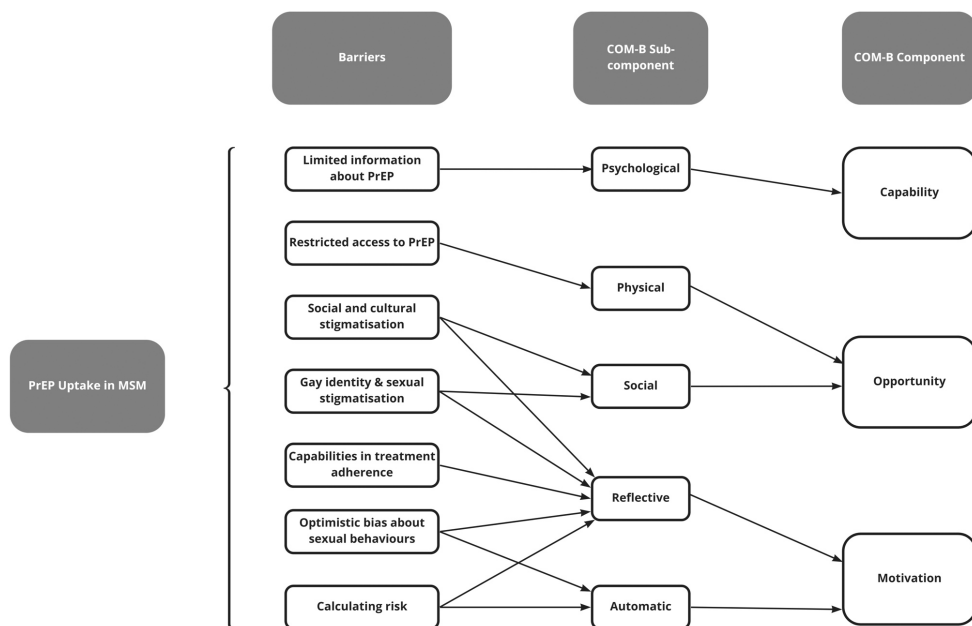 Barriers
COM-B Sub-
component
COM-B Component
Limited information
about PrEP
Psychological
Capability
Restricted access to PrEP
Physical
Social and cultural
stigmatisation
PrEP Uptake in MSM
Gay identity & sexual
stigmatisation
Social
Opportunity
Capabilities in treatment
adherence
Reflective
Optimistic bias about
sexual behaviours
Motivation
Calculating risk
Automatic